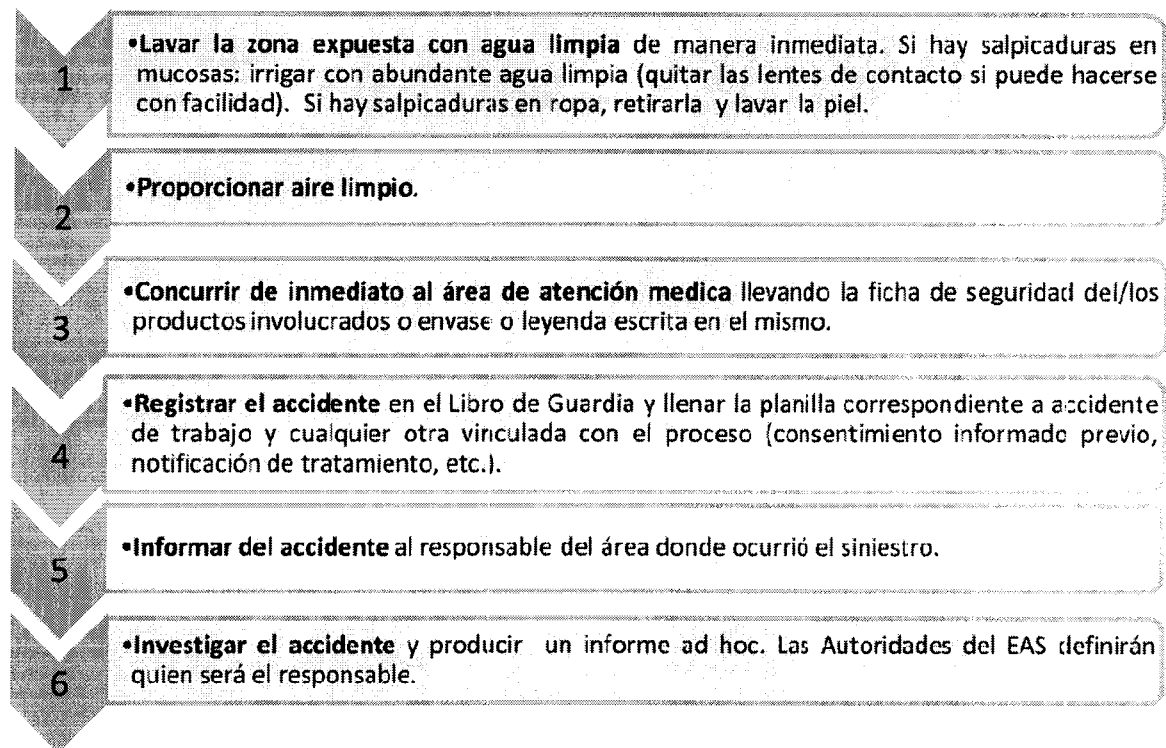 1
•Lavar la zona expuesta con agua limpia de manera inmediata. Si hay salpicaduras en
mucosas: irrigar con abundante agua limpia (quitar las lentes de contacto si puede hacerse
con facilidad). Si hay salpicaduras en ropa, retirarla y lavar la piel.
2
•Proporcionar aire limpio.
3
•Concurrir de inmediato al área de atención medica llevando la ficha de seguridad del/los
productos involucrados o envase o leyenda escrita en el mismo.
4
•Registrar el accidente en el Libro de Guardia y llenar la planilla correspondiente a accidente
de trabajo y cualquier otra vinculada con el proceso (consentimiento informado previo,
notificación de tratamiento, etc.).
5
•Informar del accidente al responsable del área donde ocurrió el siniestro.
6
•Investigar el accidente y producir un informe ad hoc. Las Autoridades del EAS definirán
quien será el responsable.